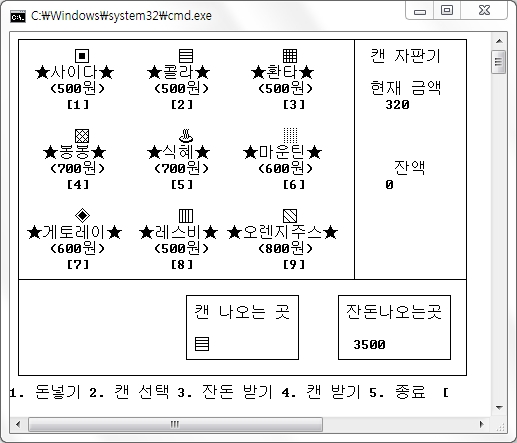 C:₩Windows₩system32₩cmd.exe
캔 자판기
★사이다★ ★콜라★ ★환타★
(500원) (500원) (500원)
현재 금액
[1] [2] [3]
320
★봉봉★ ★식혜★ ★마운틴★
(700원) (700원) (600원)
잔액
[4] [5] [6]
0
★게토레이★ ★레스비★ ★오렌지주스★
(600원) (500원) (800원)
[7] [8] [9]
캔 나오는 곳
잔돈나오는곳
▤
3500
1. 돈넣기 2. 캔 선택 3. 잔돈 받기 4. 캔 받기 5. 종료 [